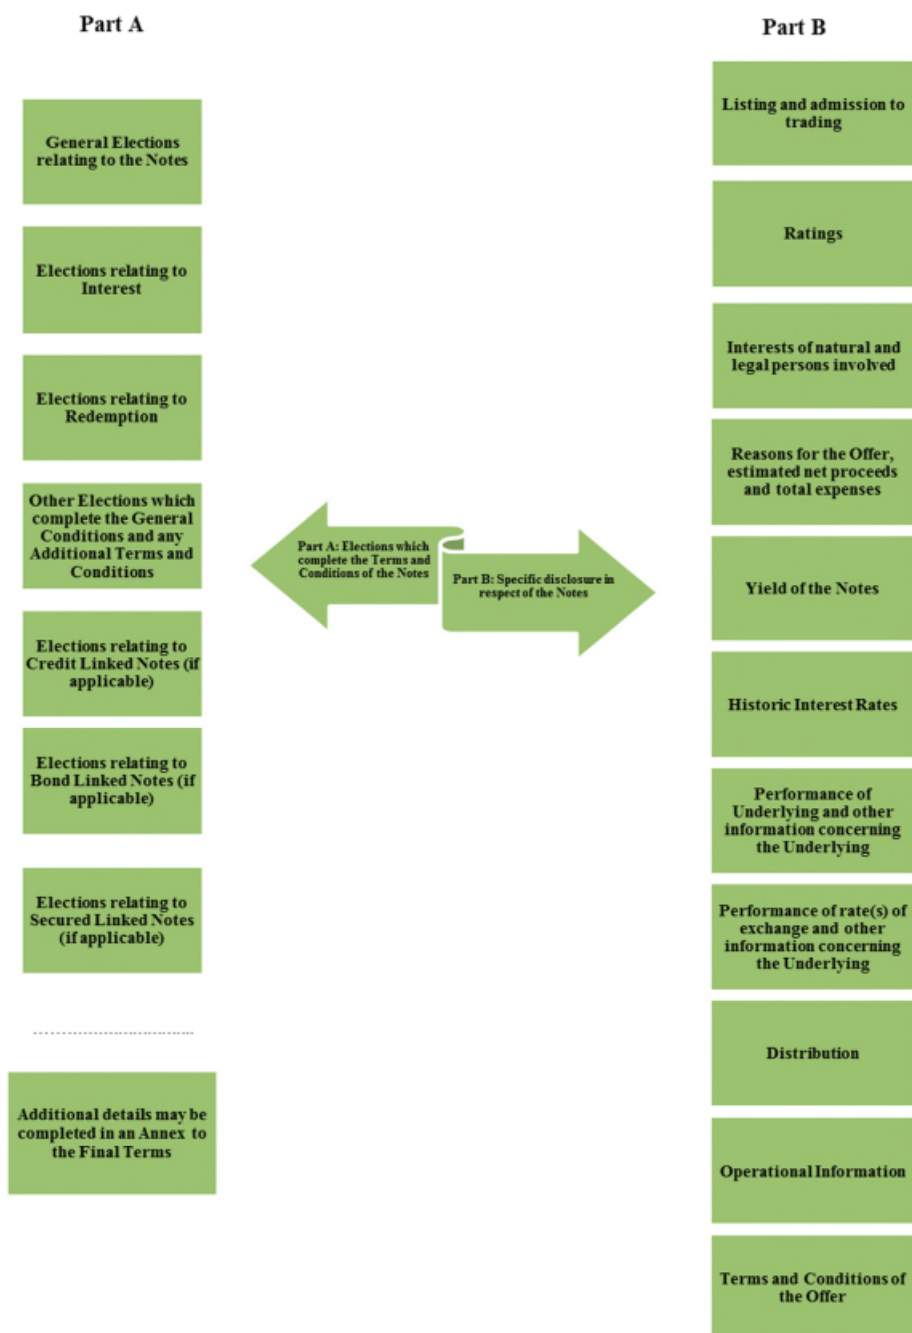 Part A
General Elections
relating to the Notes
Elections relating to
Interest
Elections relating to
Redemption
Other Elections which
complete the General
Conditions and any
Additional Terms and
Conditions
Elections relating to
Credit Linked Notes (if
applicable)
Elections relating to
Bond Linked Notes (if
applicable)
Elections relating to
Secured Linked Notes
(if applicable)
Additional details may be
completed in an Annex to
the Final Terms
Part A: Elections which
complete the Terms and
Conditions of the Notes
Part B: Specific disclosure in
respect of the Notes
Part B
Listing and admission to
trading
Ratings
Interests of natural and
legal persons involved
Reasons for the Offer,
estimated net proceeds
and total expenses
Yield of the Notes
Historic Interest Rates
Performance of
Underlying and other
information concerning
the Underlying
Performance of rate(s) of
exchange and other
information concerning
the Underlying
Distribution
Operational Information
Terms and Conditions of
the Offer